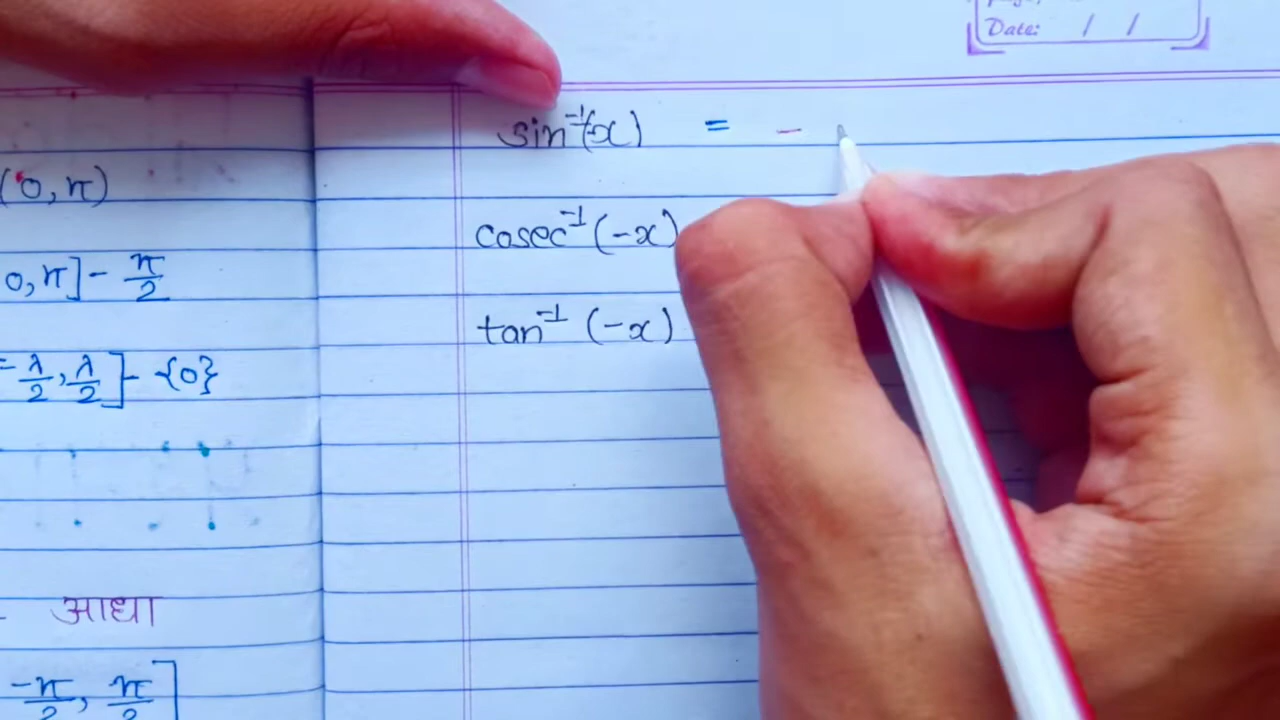 Date: / /
(0, π)
0, π] - π/2
-λ/2, λ/2] - {0}
- आधा
-π/2, π/2]
sin⁻¹(-x) = -
cosec⁻¹ (-x)
tan⁻¹ (-x)